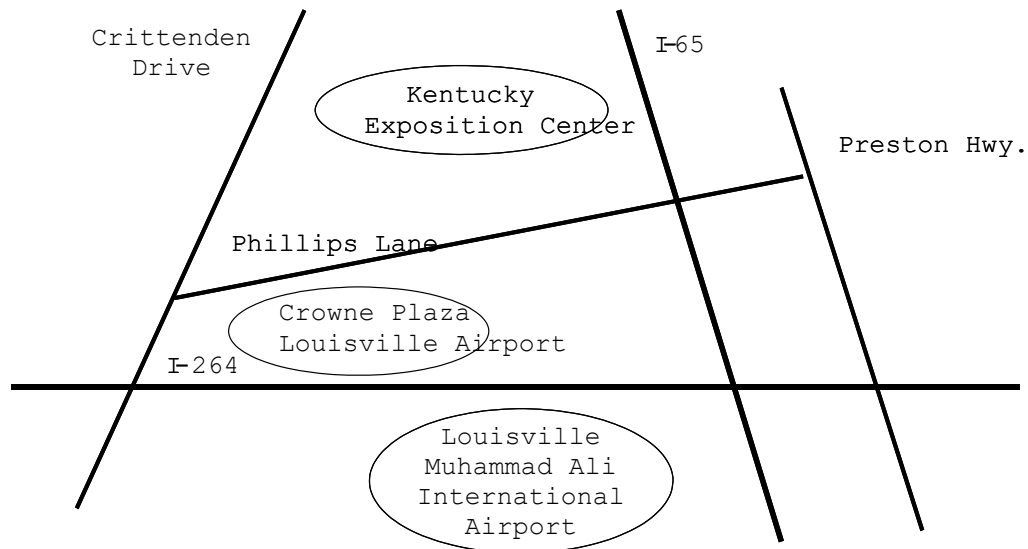 Crittenden
Drive
I-65
Kentucky
Exposition Center
Preston Hwy.
Phillips Lane
Crowne Plaza
Louisville Airport
I-264
Louisville
Muhammad Ali
International
Airport